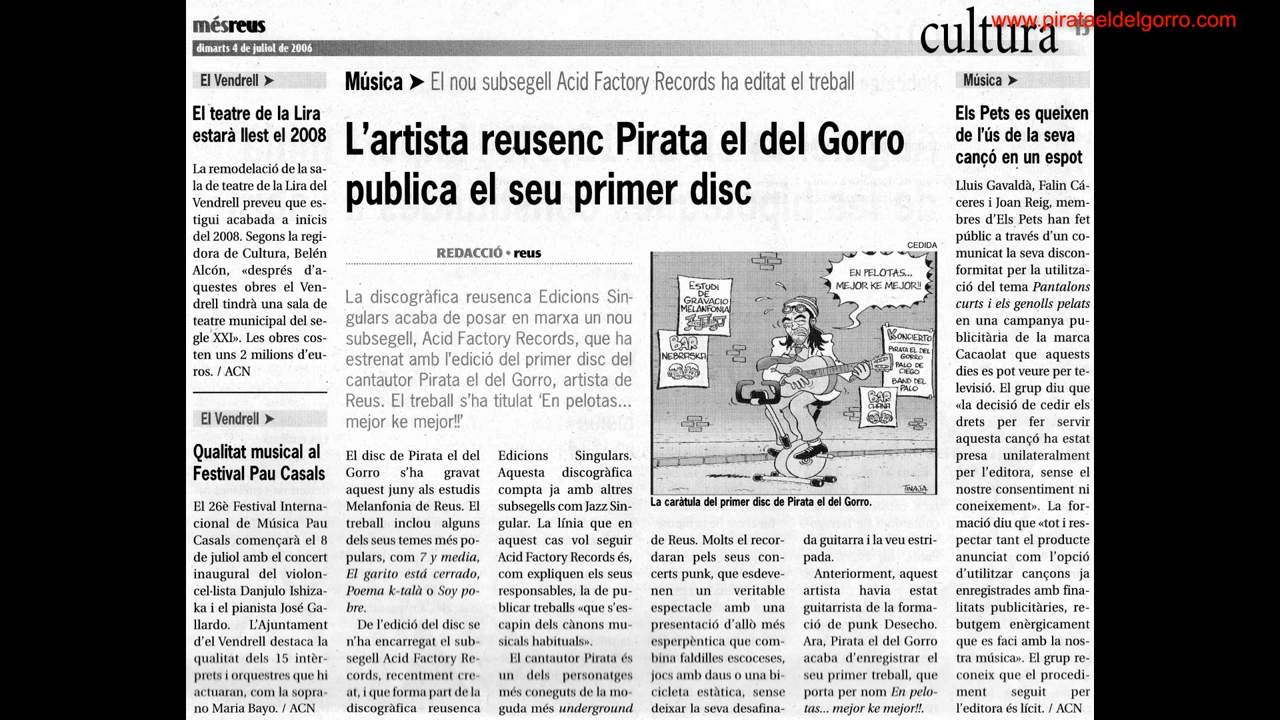 mésreus
dimarts 4 de juliol de 2006
cultura
www.pirataeldelgorro.com
El Vendrell ➤
El teatre de la Lira
estarà llest el 2008
La remodelació de la sa-
la de teatre de la Lira del
Vendrell preveu que es-
tigui acabada a inicis
del 2008. Segons la regi-
dora de Cultura, Belén
Alcón, «després d'a-
questes obres el Ven-
drell tindrà una sala de
teatre municipal del se-
gle XXI». Les obres cos-
ten uns 2 milions d'eu-
ros. / ACN
El Vendrell ➤
Qualitat musical al
Festival Pau Casals
El 26è Festival Interna-
cional de Música Pau
Casals començarà el 8
de juliol amb el concert
inaugural del violon-
cel·lista Danjulo Ishiza-
ka i el pianista José Ga-
llardo. L'Ajuntament
d'el Vendrell destaca la
qualitat dels 15 intèr-
prets i orquestres que hi
actuaran, com la sopra-
no Maria Bayo. / ACN
Música ➤ El nou subsegell Acid Factory Records ha editat el treball
L'artista reusenc Pirata el del Gorro
publica el seu primer disc
REDACCIÓ • reus
La discogràfica reusenca Edicions Sin-
gulars acaba de posar en marxa un nou
subsegell, Acid Factory Records, que ha
estrenat amb l'edició del primer disc del
cantautor Pirata el del Gorro, artista de
Reus. El treball s'ha titulat 'En pelotas...
mejor ke mejor!!'
El disc de Pirata el del
Gorro s'ha gravat
aquest juny als estudis
Melanfonia de Reus. El
treball inclou alguns
dels seus temes més po-
pulars, com 7 y media,
El garito está cerrado,
Poema k-talà o Soy po-
bre.
De l'edició del disc se
n'ha encarregat el sub-
segell Acid Factory Re-
cords, recentment cre-
at, i que forma part de la
discogràfica reusenca
Edicions Singulars.
Aquesta discogràfica
compta ja amb altres
subsegells com Jazz Sin-
gular. La línia que en
aquest cas vol seguir
Acid Factory Records és,
com expliquen els seus
responsables, la de pu-
blicar treballs «que s'es-
capin dels cànons mu-
sicals habituals».
El cantautor Pirata és
un dels personatges
més coneguts de la mo-
guda més underground
CEDIDA
ESTUDI
DE
GRAVACIO
MELANFONIA
BAR
NEBRASKA
EN PELOTAS...
MEJOR KE MEJOR!!
KONCIERTO
PIRATA EL DEL
GORRO
PALO DE
CIEGO
BAND DEL
PALO
BAR
CHANA
TINAJA
La caràtula del primer disc de Pirata el del Gorro.
de Reus. Molts el recor-
daran pels seus con-
certs punk, que esdeve-
nen un veritable
espectacle amb una
presentació d'allò més
esperpèntica que com-
bina faldilles escoceses,
jocs amb daus o una bi-
cicleta estàtica, sense
deixar la seva desafina-
da guitarra i la veu estri-
pada.
Anteriorment, aquest
artista havia estat
guitarrista de la forma-
ció de punk Desecho.
Ara, Pirata el del Gorro
acaba d'enregistrar el
seu primer treball, que
porta per nom En pelo-
tas... mejor ke mejor!!.
Música ➤
Els Pets es queixen
de l'ús de la seva
cançó en un espot
Lluis Gavaldà, Falin Cá-
ceres i Joan Reig, mem-
bres d'Els Pets han fet
públic a través d'un co-
municat la seva discon-
formitat per la utilitza-
ció del tema Pantalons
curts i els genolls pelats
en una campanya pu-
blicitària de la marca
Cacaolat que aquests
dies es pot veure per te-
levisió. El grup diu que
«la decisió de cedir els
drets per fer servir
aquesta cançó ha estat
presa unilateralment
per l'editora, sense el
nostre consentiment ni
coneixement». La for-
mació diu que «tot i res-
pectar tant el producte
anunciat com l'opció
d'utilitzar cançons ja
enregistrades amb fina-
litats publicitàries, re-
butgem enèrgicament
que es faci amb la nos-
tra música». El grup re-
coneix que el procedi-
ment seguit per
l'editora és lícit. / ACN